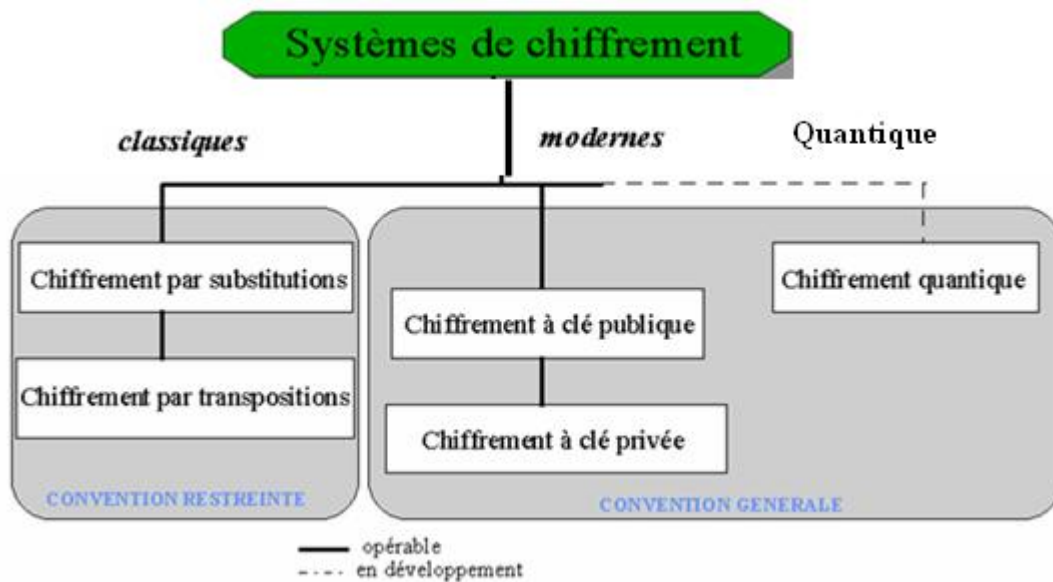 Systèmes de chiffrement
classiques
modernes
Quantique
Chiffrement par substitutions
Chiffrement par transpositions
CONVENTION RESTREINTE
Chiffrement à clé publique
Chiffrement à clé privée
Chiffrement quantique
CONVENTION GENERALE
opérable
en développement